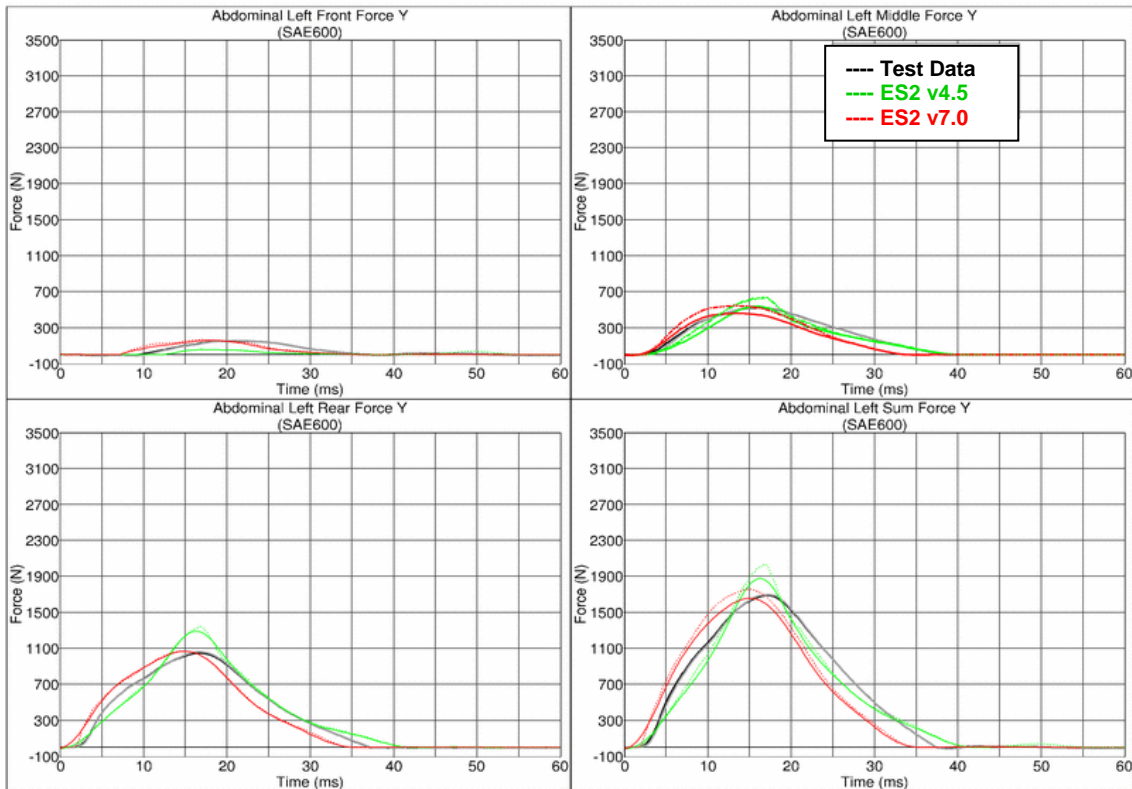 Abdominal Left Front Force Y
(SAE600)
3500
3100
2700
2300
1900
1500
1100
700
300
-100
Force (N)
0 10 20 30 40 50 60
Time (ms)
Abdominal Left Middle Force Y
(SAE600)
3500
3100
2700
2300
1900
1500
1100
700
300
-100
Force (N)
---- Test Data
---- ES2 v4.5
---- ES2 v7.0
0 10 20 30 40 50 60
Time (ms)
Abdominal Left Rear Force Y
(SAE600)
3500
3100
2700
2300
1900
1500
1100
700
300
-100
Force (N)
0 10 20 30 40 50 60
Time (ms)
Abdominal Left Sum Force Y
(SAE600)
3500
3100
2700
2300
1900
1500
1100
700
300
-100
Force (N)
0 10 20 30 40 50 60
Time (ms)